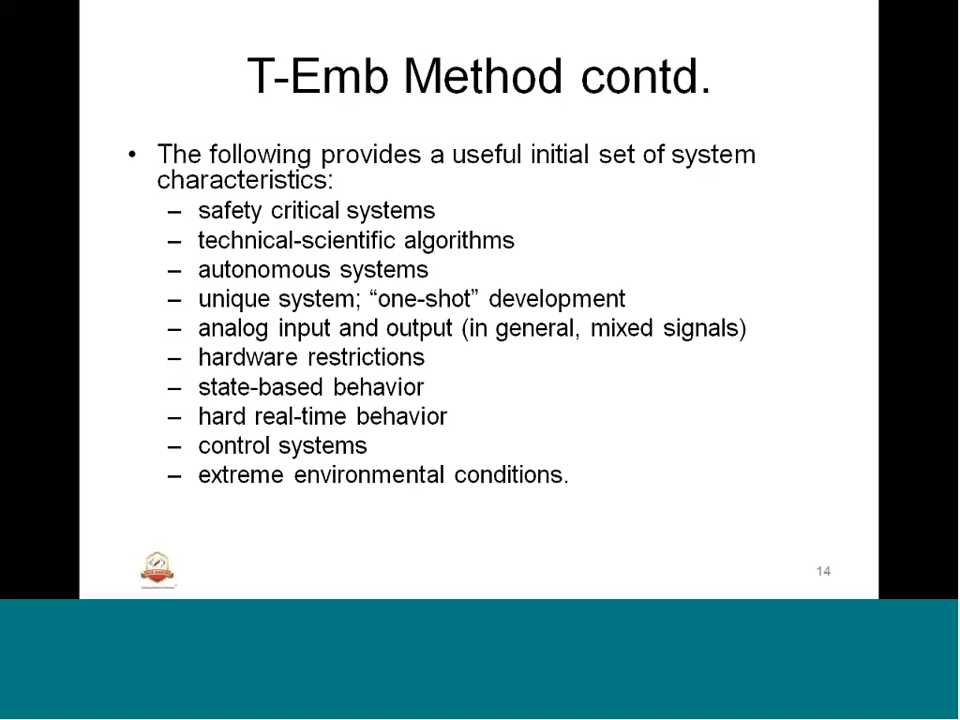 T-Emb Method contd.
• The following provides a useful initial set of system
characteristics:
– safety critical systems
– technical-scientific algorithms
– autonomous systems
– unique system; “one-shot” development
– analog input and output (in general, mixed signals)
– hardware restrictions
– state-based behavior
– hard real-time behavior
– control systems
– extreme environmental conditions.
14